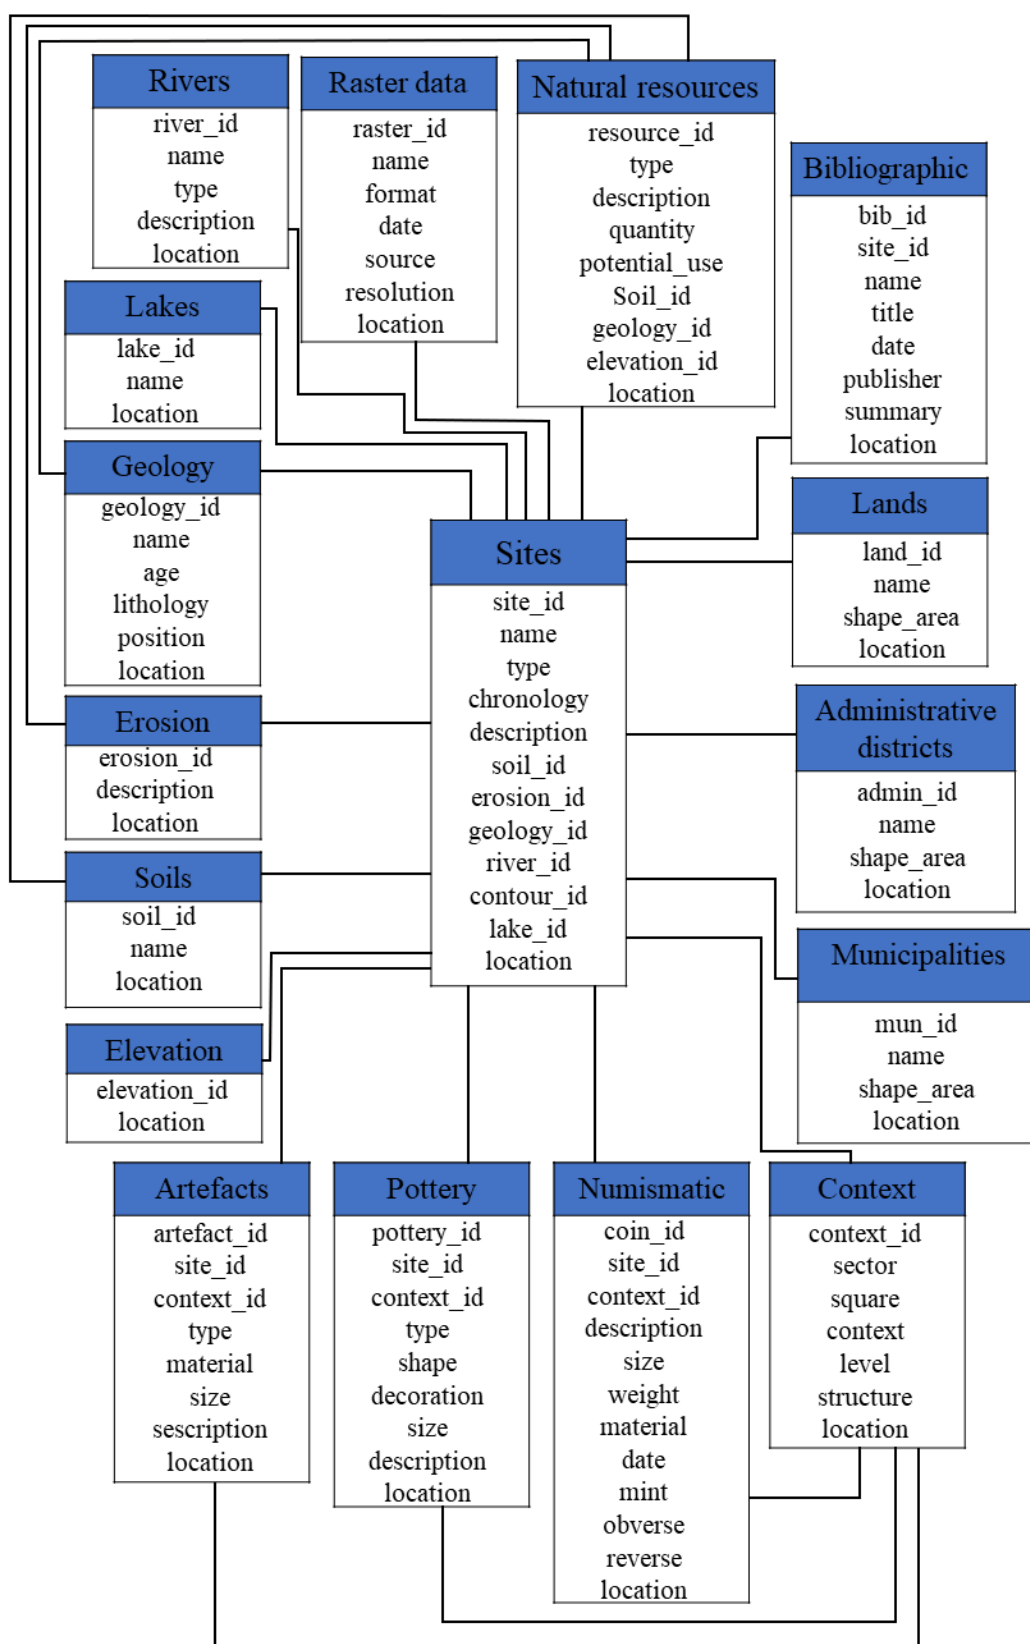 Rivers
river_id
name
type
description
location
Raster data
raster_id
name
format
date
source
resolution
location
Natural resources
resource_id
type
description
quantity
potential_use
Soil_id
geology_id
elevation_id
location
Bibliographic
bib_id
site_id
name
title
date
publisher
summary
location
Lakes
lake_id
name
location
Geology
geology_id
name
age
lithology
position
location
Sites
site_id
name
type
chronology
description
soil_id
erosion_id
geology_id
river_id
contour_id
lake_id
location
Lands
land_id
name
shape_area
location
Erosion
erosion_id
description
location
Administrative
districts
admin_id
name
shape_area
location
Soils
soil_id
name
location
Municipalities
mun_id
name
shape_area
location
Elevation
elevation_id
location
Artefacts
artefact_id
site_id
context_id
type
material
size
sescription
location
Pottery
pottery_id
site_id
context_id
type
shape
decoration
size
description
location
Numismatic
coin_id
site_id
context_id
description
size
weight
material
date
mint
obverse
reverse
location
Context
context_id
sector
square
context
level
structure
location